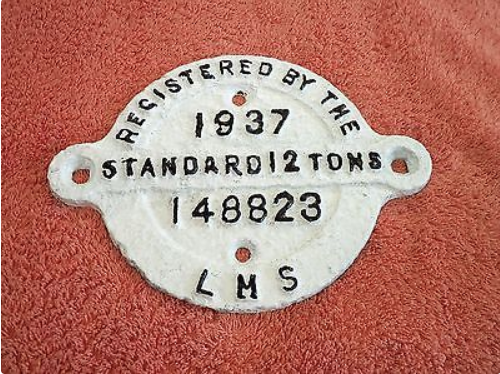 REGISTERED BY THE
1937
STANDARD 12 TONS
148823
LMS